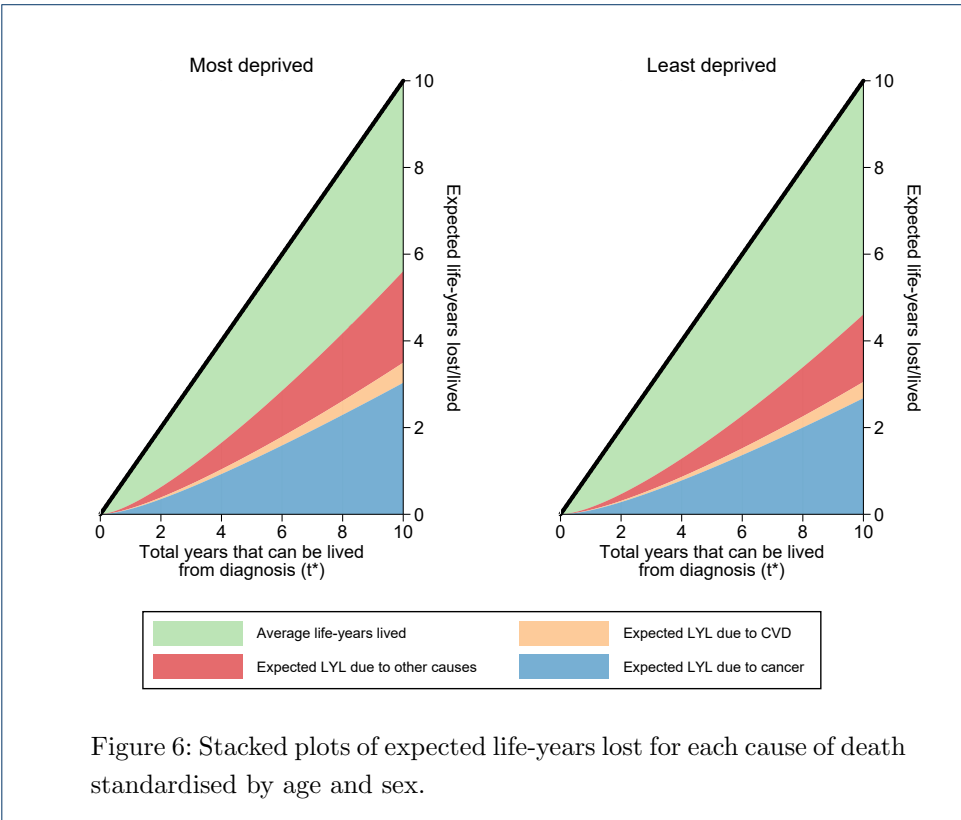 Most deprived
10
8
6
4
2
0
Expected life-years lost/lived
0 2 4 6 8 10
Total years that can be lived
from diagnosis (t*)
Least deprived
10
8
6
4
2
0
Expected life-years lost/lived
0 2 4 6 8 10
Total years that can be lived
from diagnosis (t*)
Average life-years lived
Expected LYL due to CVD
Expected LYL due to other causes
Expected LYL due to cancer
Figure 6: Stacked plots of expected life-years lost for each cause of death
standardised by age and sex.